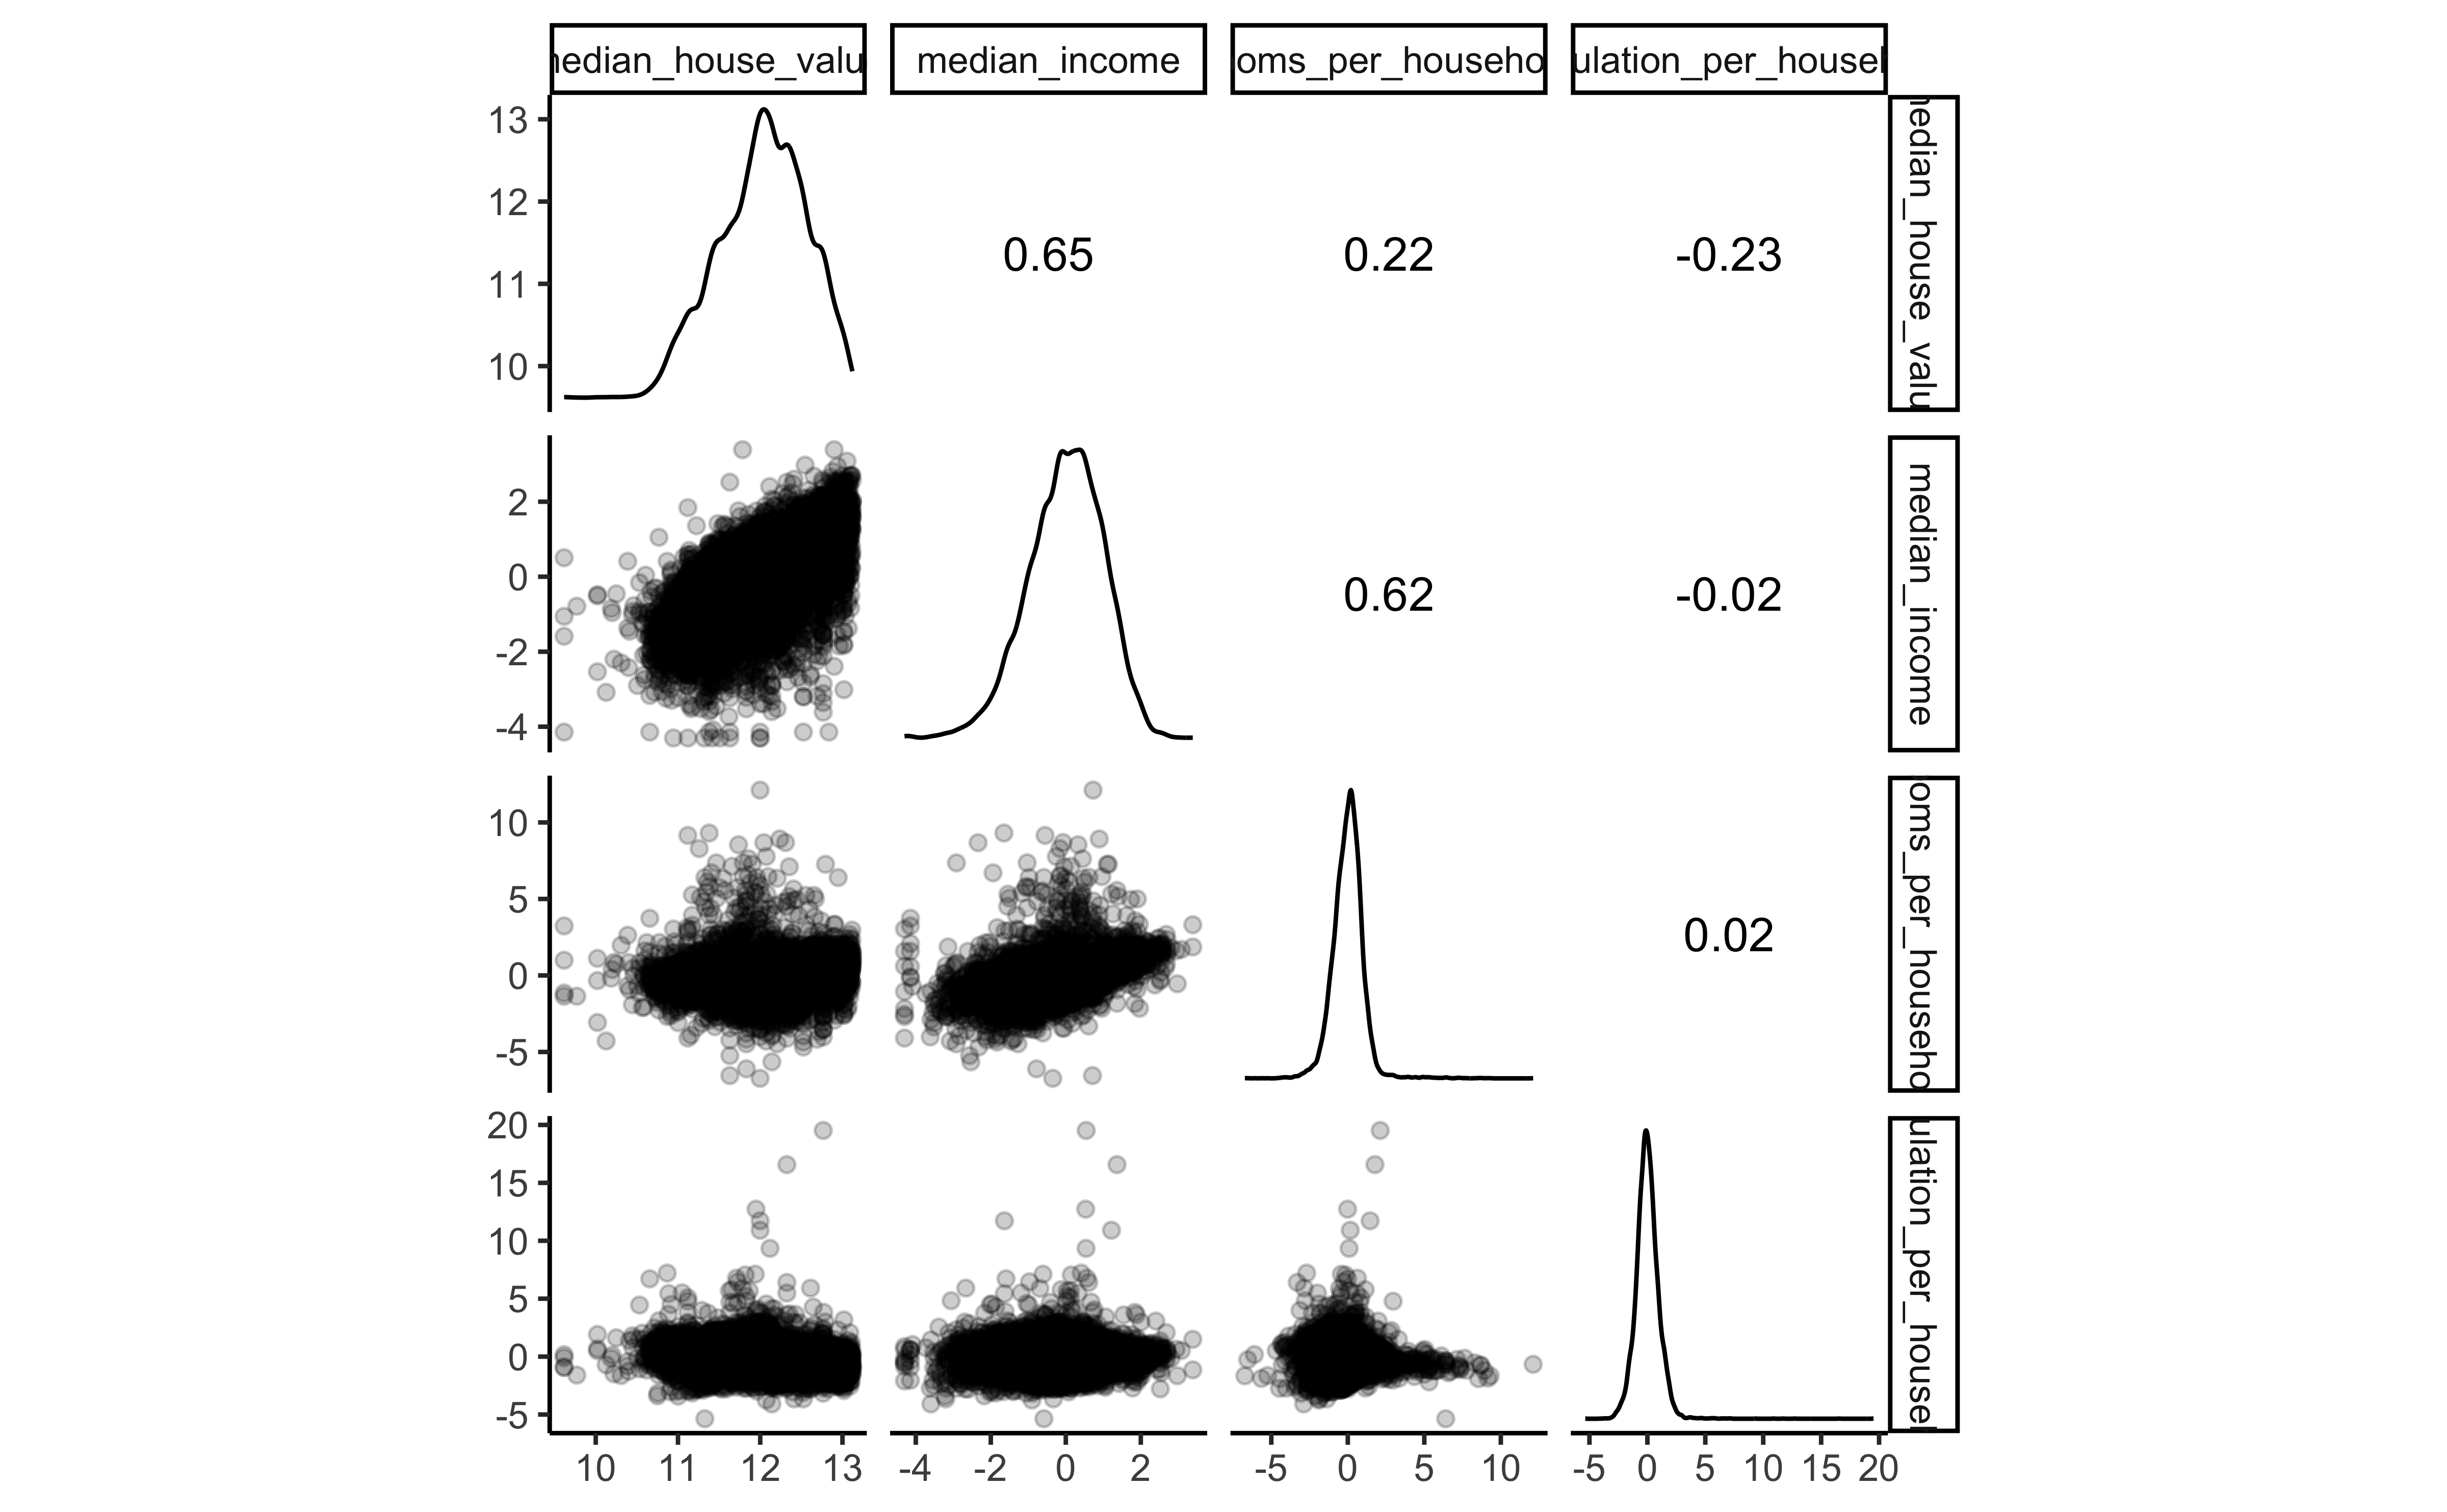 nedian_house_valu median_income oms_per_househo ulation_per_housel
13
12
11
10
0.65 0.22 -0.23
nedian_house_valu
2
0
-2
-4
0.62 -0.02
median_income
10
5
0
-5
0.02
oms_per_househo
20
15
10
5
0
-5
ulation_per_housel
10 11 12 13 -4 -2 0 2 -5 0 5 10 -5 0 5 10 15 20